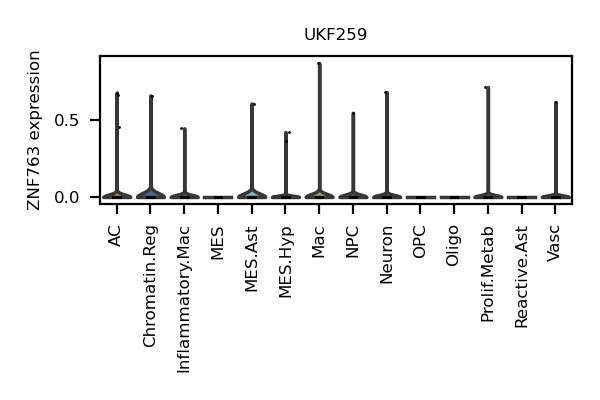 UKF259
ZNF763 expression
0.5
0.0
AC
Chromatin.Reg
Inflammatory.Mac
MES
MES.Ast
MES.Hyp
Mac
NPC
Neuron
OPC
Oligo
Prolif.Metab
Reactive.Ast
Vasc